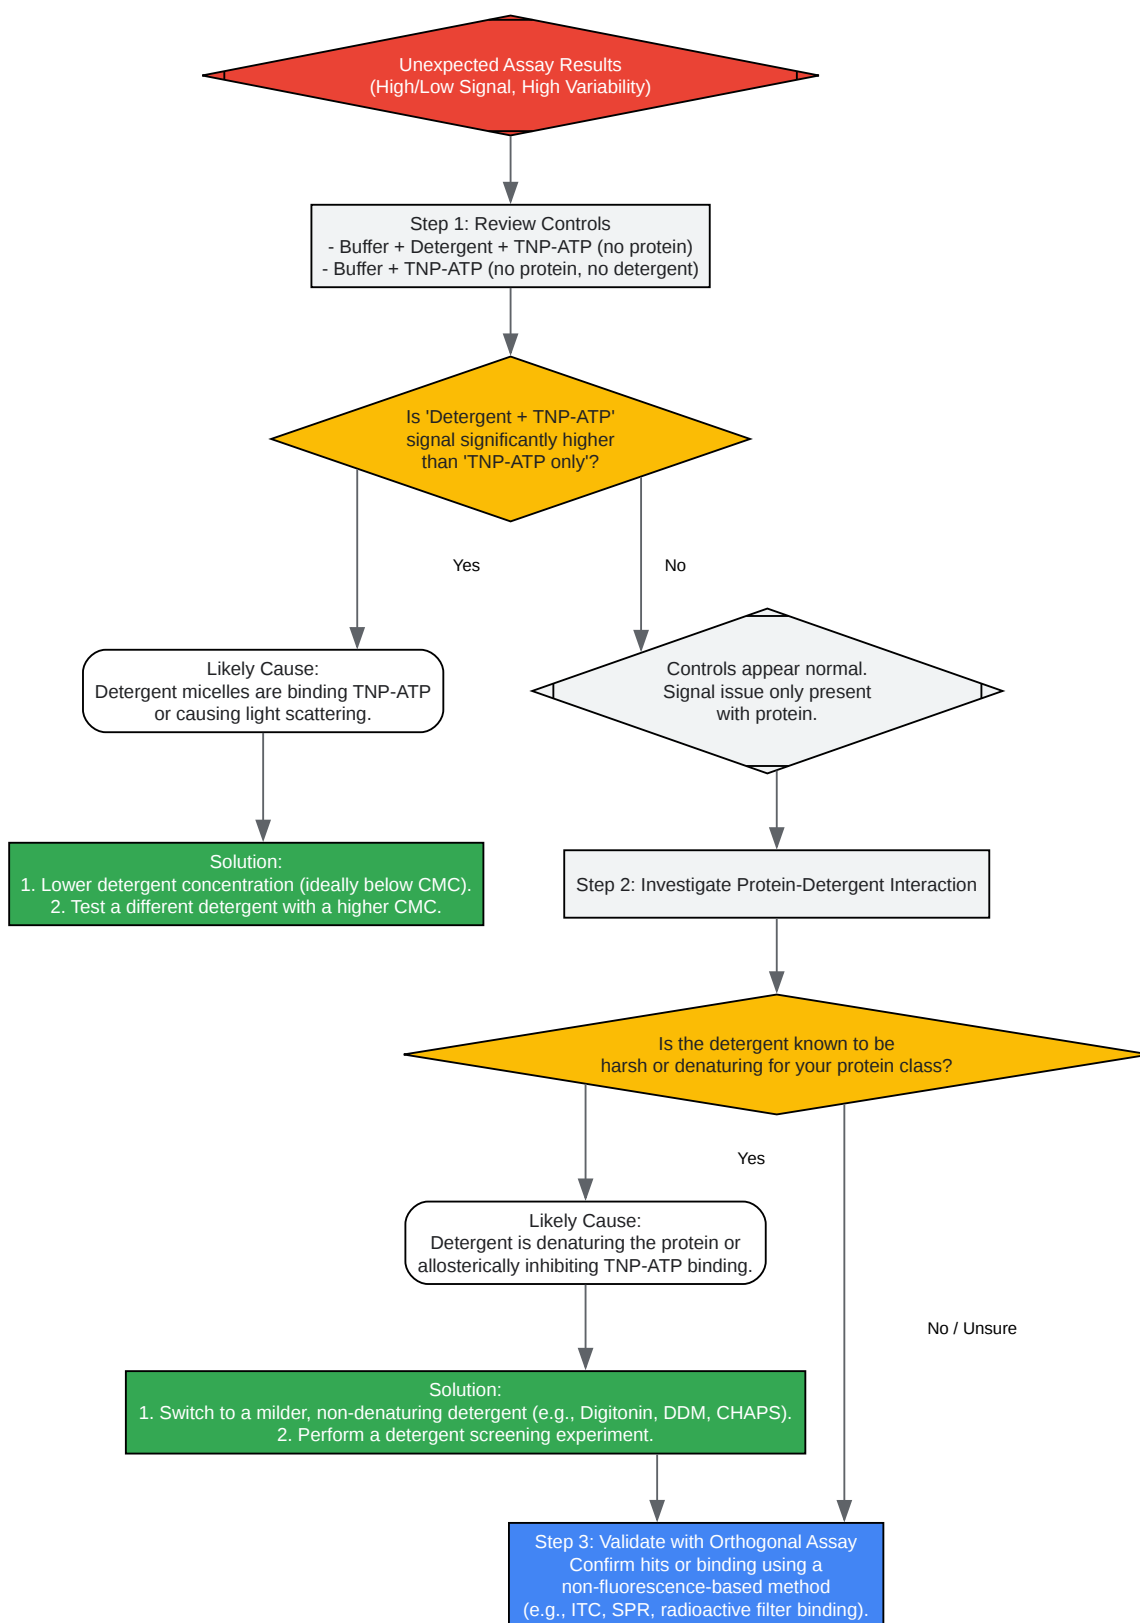 Unexpected Assay Results
(High/Low Signal, High Variability)
Step 1: Review Controls
- Buffer + Detergent + TNP-ATP (no protein)
- Buffer + TNP-ATP (no protein, no detergent)
Is 'Detergent + TNP-ATP'
signal significantly higher
than 'TNP-ATP only'?
Yes
No
Likely Cause:
Detergent micelles are binding TNP-ATP
or causing light scattering.
Controls appear normal.
Signal issue only present
with protein.
Solution:
1. Lower detergent concentration (ideally below CMC).
2. Test a different detergent with a higher CMC.
Step 2: Investigate Protein-Detergent Interaction
Is the detergent known to be
harsh or denaturing for your protein class?
Yes
Likely Cause:
Detergent is denaturing the protein or
allosterically inhibiting TNP-ATP binding.
No / Unsure
Solution:
1. Switch to a milder, non-denaturing detergent (e.g., Digitonin, DDM, CHAPS).
2. Perform a detergent screening experiment.
Step 3: Validate with Orthogonal Assay
Confirm hits or binding using a
non-fluorescence-based method
(e.g., ITC, SPR, radioactive filter binding).